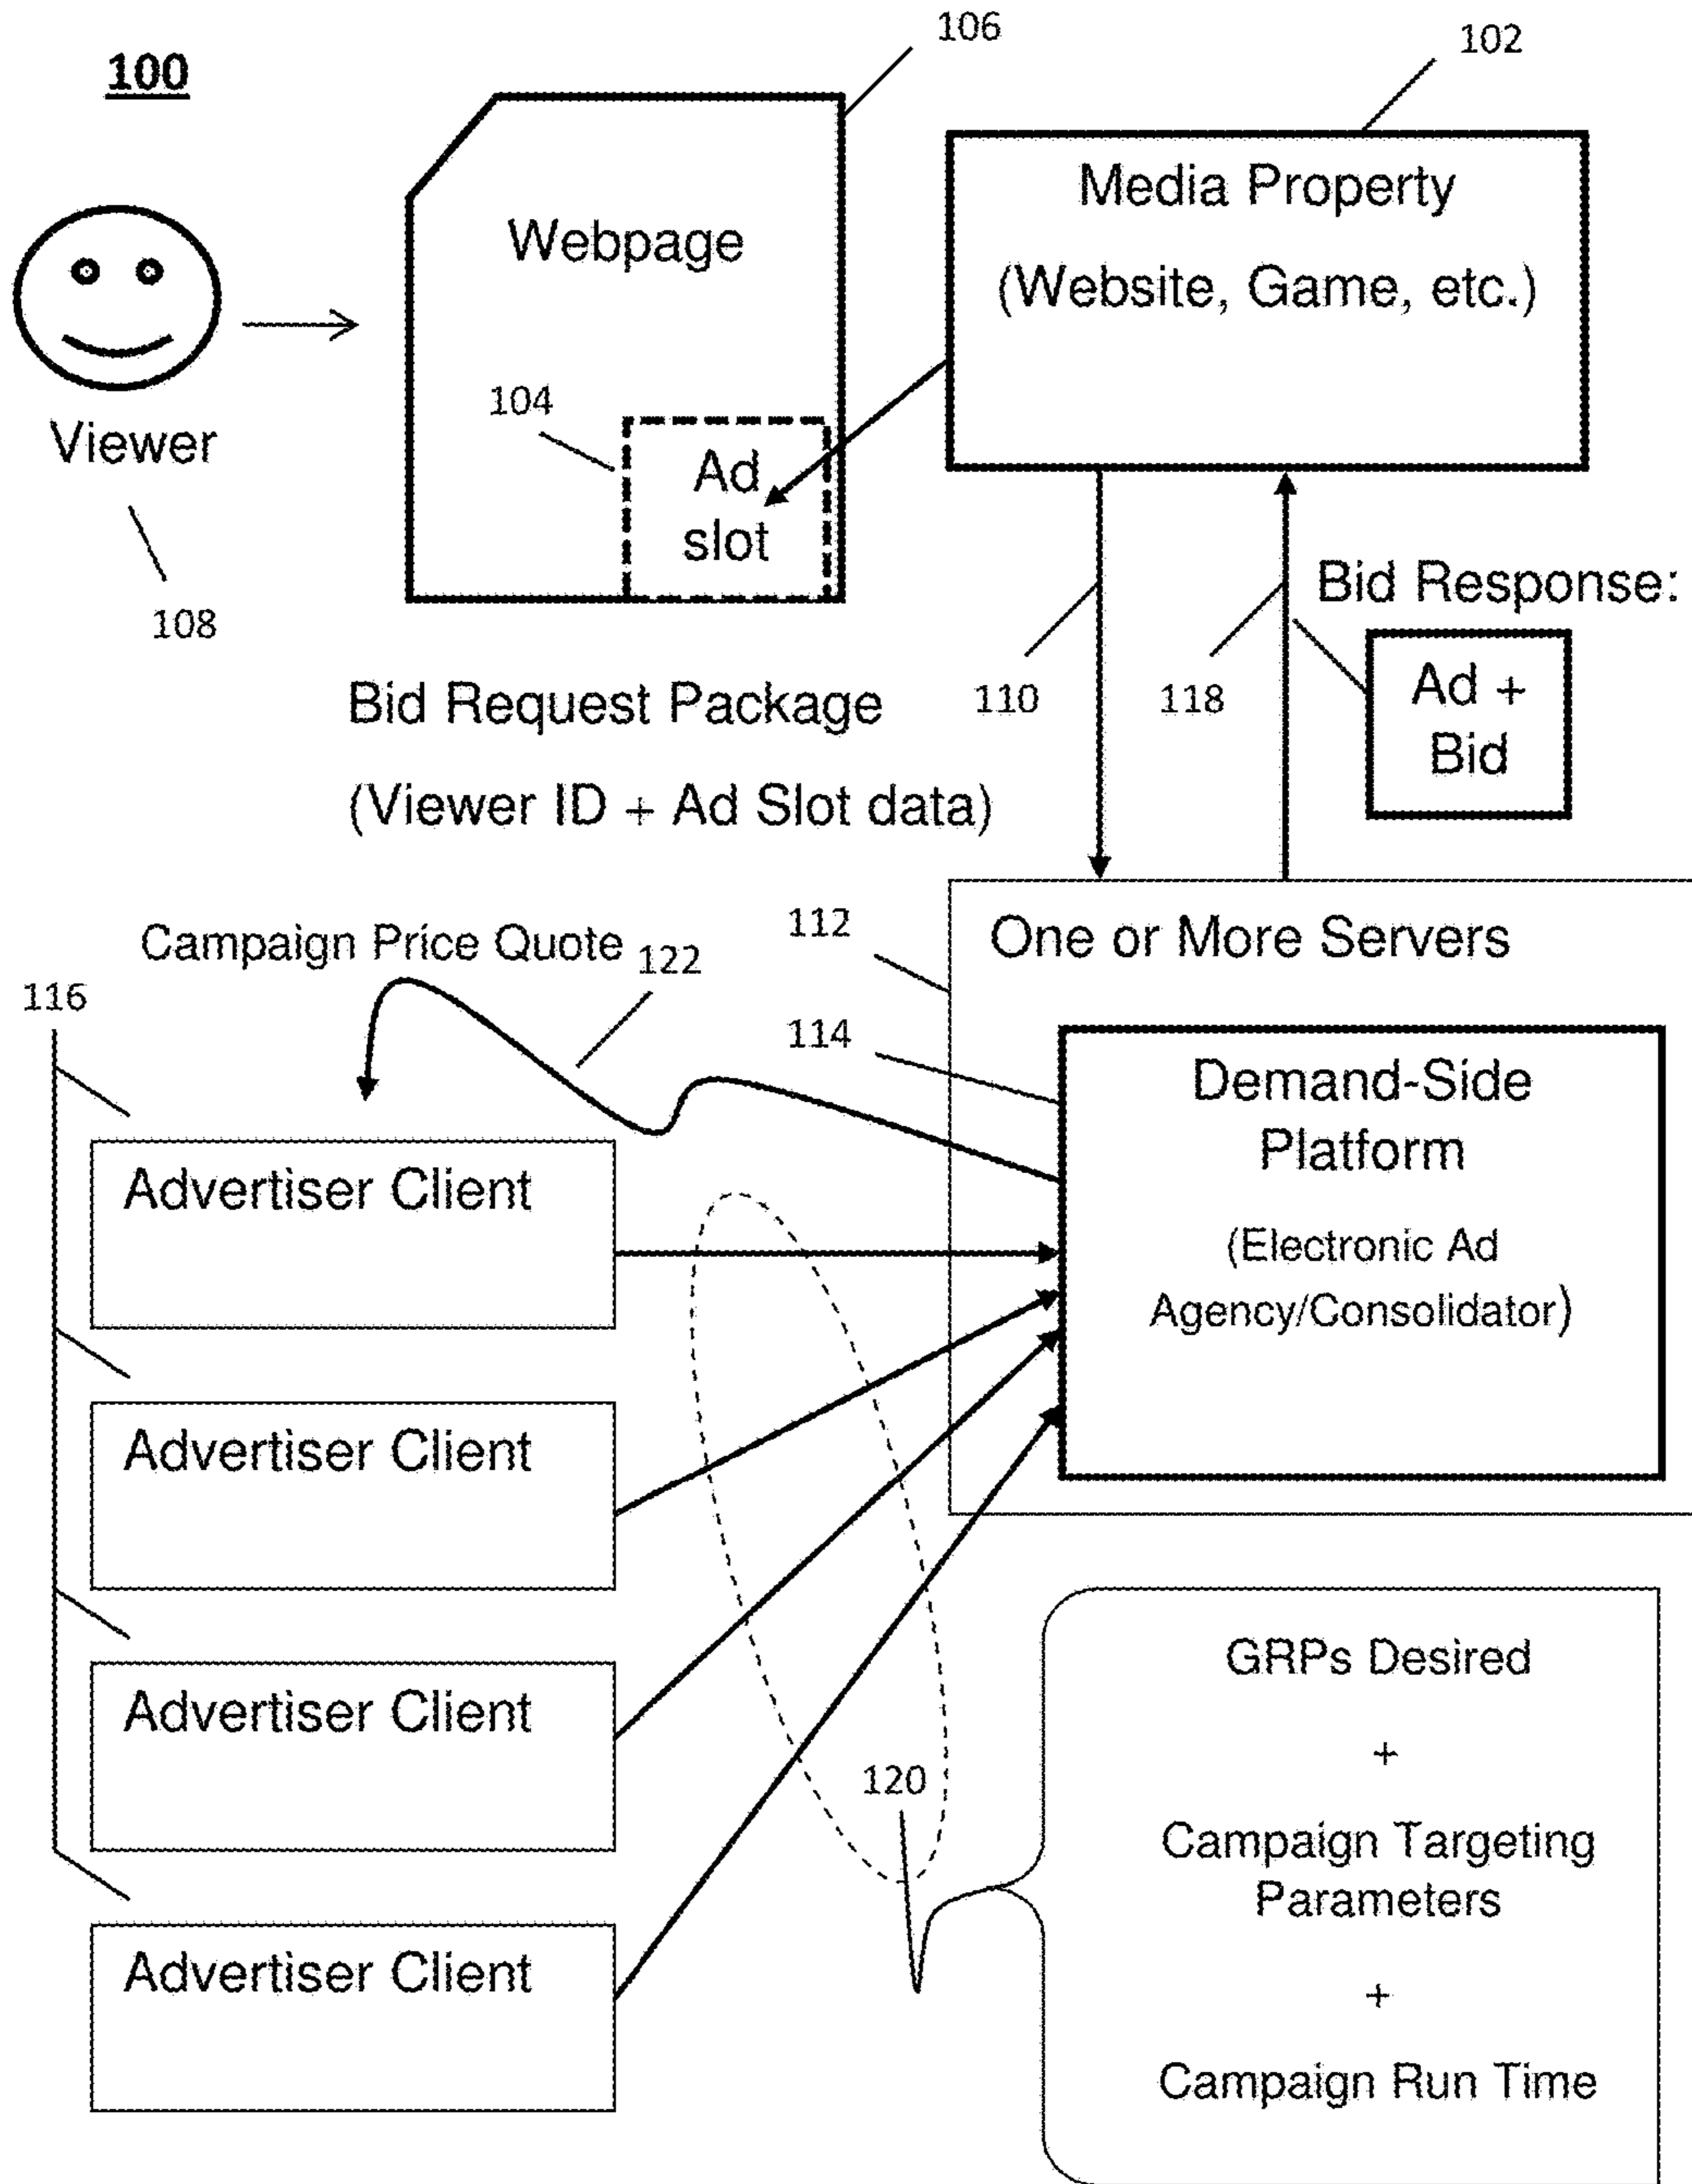 100
106
102
Media Property
(Website, Game, etc.)
Webpage
104
Ad
slot
Viewer
108
Bid Response:
Ad +
Bid
110
118
Bid Request Package
(Viewer ID + Ad Slot data)
112
One or More Servers
Campaign Price Quote
122
116
114
Demand-Side
Platform
(Electronic Ad
Agency/Consolidator)
Advertiser Client
Advertiser Client
Advertiser Client
Advertiser Client
120
GRPs Desired
+
Campaign Targeting
Parameters
+
Campaign Run Time